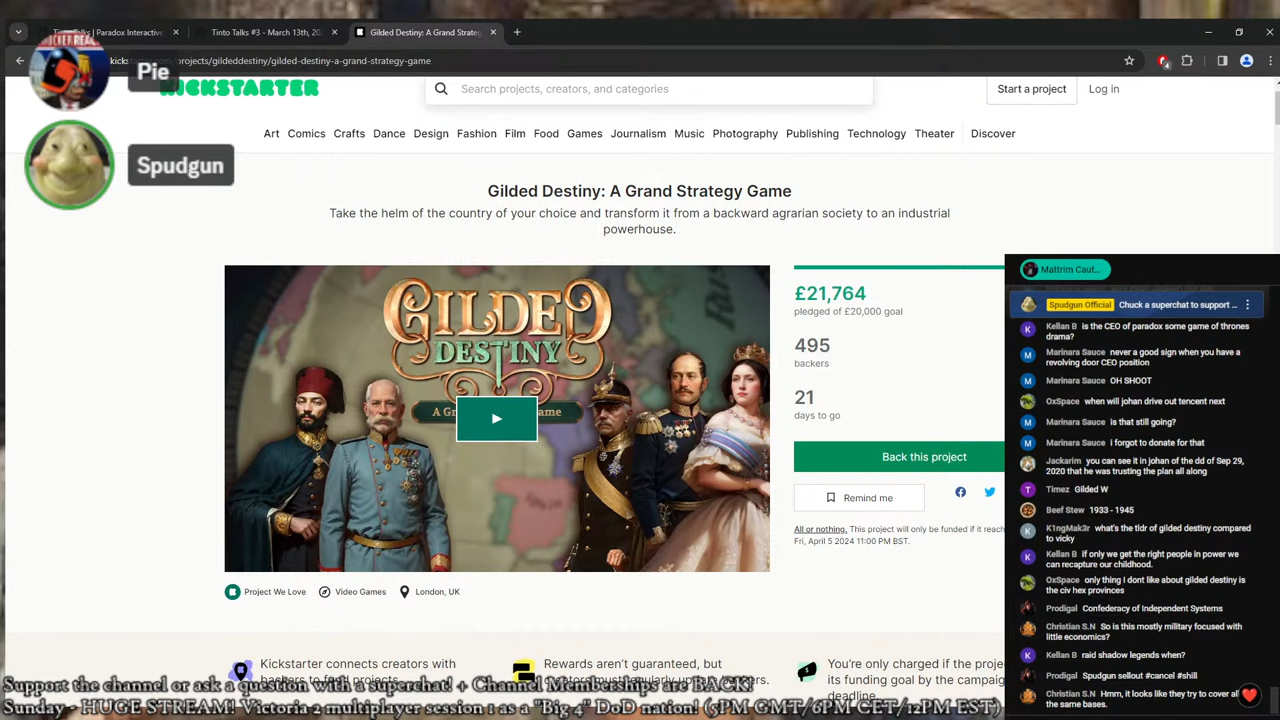 Tinto Talks | Paradox Interactive
Tinto Talks #3 - March 13th, 20
Gilded Destiny: A Grand Strateg
kickst
.com/projects/gildeddestiny/gilded-destiny-a-grand-strategy-game
4
Pie
KICKSTARTER
Search projects, creators, and categories
Start a project
Log in
Art
Comics
Crafts
Dance
Design
Fashion
Film
Food
Games
Journalism
Music
Photography
Publishing
Technology
Theater
Discover
Spudgun
Gilded Destiny: A Grand Strategy Game
Take the helm of the country of your choice and transform it from a backward agrarian society to an industrial
powerhouse.
GILDED
DESTINY
A G
ame
£21,764
pledged of £20,000 goal
495
backers
21
days to go
Back this project
Remind me
All or nothing. This project will only be funded if it reach
Fri, April 5 2024 11:00 PM BST.
Project We Love
Video Games
London, UK
Kickstarter connects creators with
backers to fund projects.
Rewards aren't guaranteed, but
creators must regularly update backers.
You're only charged if the proje
its funding goal by the campaig
deadline.
Mattrim Caut...
Spudgun Official Chuck a superchat to support ...
Kellan B is the CEO of paradox some game of thrones
drama?
Marinara Sauce never a good sign when you have a
revolving door CEO position
Marinara Sauce OH SHOOT
OxSpace when will johan drive out tencent next
Marinara Sauce is that still going?
Marinara Sauce i forgot to donate for that
Jackarim you can see it in johan of the dd of Sep 29,
2020 that he was trusting the plan all along
Timez Gilded W
Beef Stew 1933 - 1945
K1ngMak3r what's the tldr of gilded destiny compared
to vicky
Kellan B if only we get the right people in power we
can recapture our childhood.
OxSpace only thing I dont like about gilded destiny is
the civ hex provinces
Prodigal Confederacy of Independent Systems
Christian S.N So is this mostly military focused with
little economics?
Kellan B raid shadow legends when?
Prodigal Spudgun sellout #cancel #shill
Christian S.N Hmm, it looks like they try to cover all
the same bases.
Support the channel or ask a question with a superchat! + Channel Memberships are BACK!
Sunday - HUGE STREAM! Victoria 2 multiplayer session 1 as a "Big 4" DoD nation! (5PM GMT/6PM CET/12PM EST)